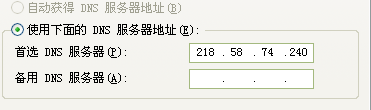 自动获得 DNS 服务器地址(B)
使用下面的 DNS 服务器地址(E):
首选 DNS 服务器(P): 218 . 58 . 74 .240
备用 DNS 服务器(A): . . .